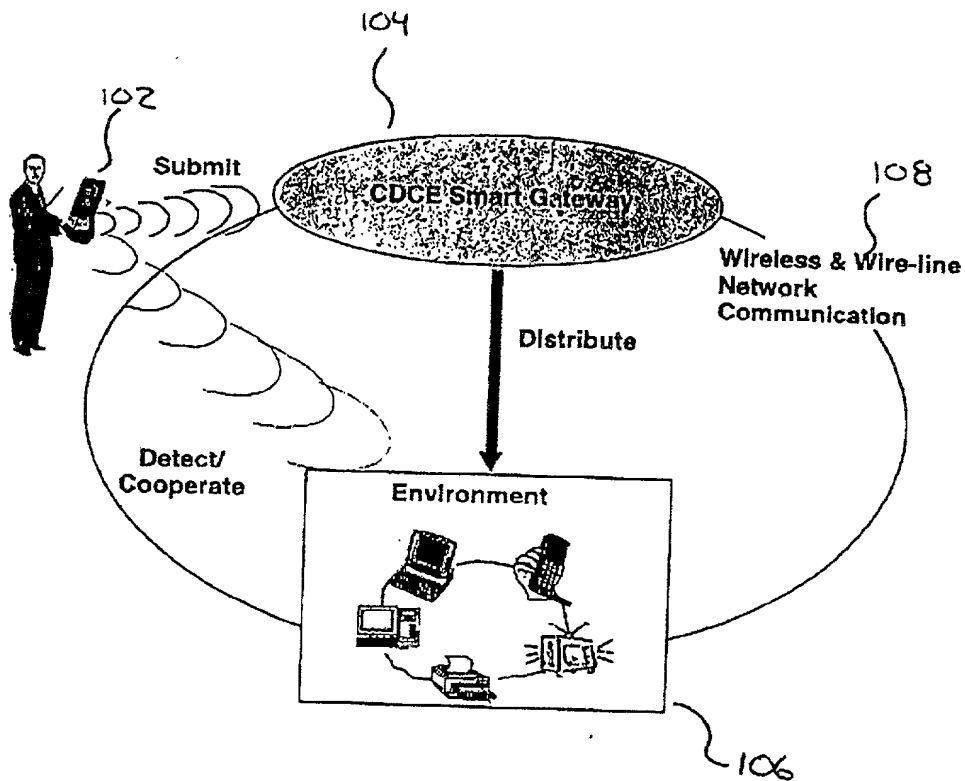 104
102
Submit
108
CDCE Smart Gateway
Wireless & Wire-line
Network
Communication
Distribute
Detect/
Cooperate
Environment
106